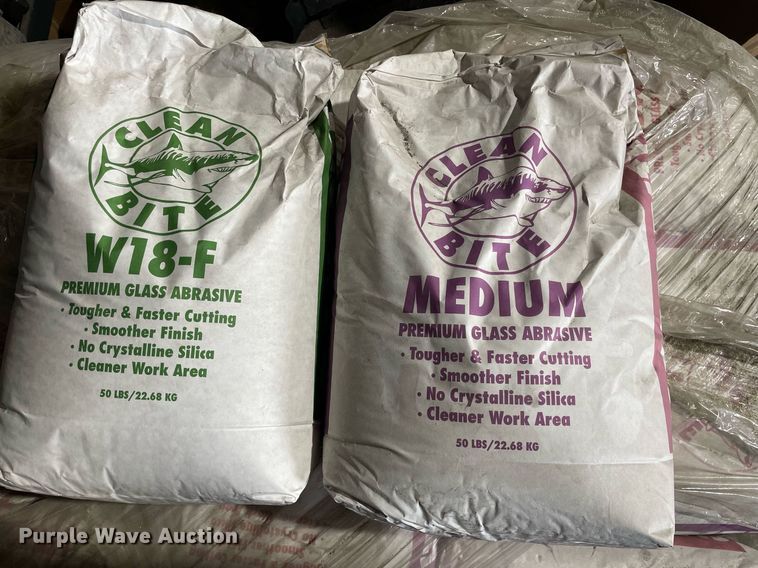 CLEAN
BITE
W18-F
PREMIUM GLASS ABRASIVE
· Tougher & Faster Cutting
· Smoother Finish
· No Crystalline Silica
· Cleaner Work Area
50 LBS/22.68 KG
CLEAN
BITE
MEDIUM
PREMIUM GLASS ABRASIVE
· Tougher & Faster Cutting
· Smoother Finish
· No Crystalline Silica
· Cleaner Work Area
50 LBS/22.68 KG
Purple Wave Auction